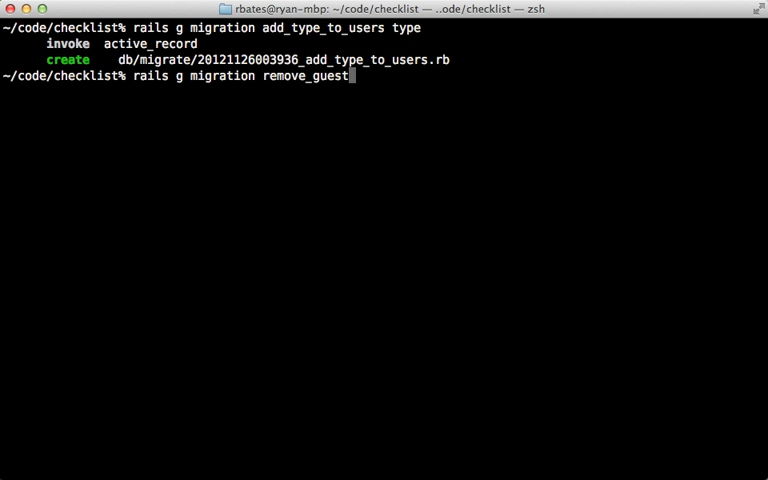 rbates@ryan-mbp: ~/code/checklist — ..ode/checklist — zsh
~/code/checklist% rails g migration add_type_to_users type
invoke active_record
create db/migrate/20121126003936_add_type_to_users.rb
~/code/checklist% rails g migration remove_guest